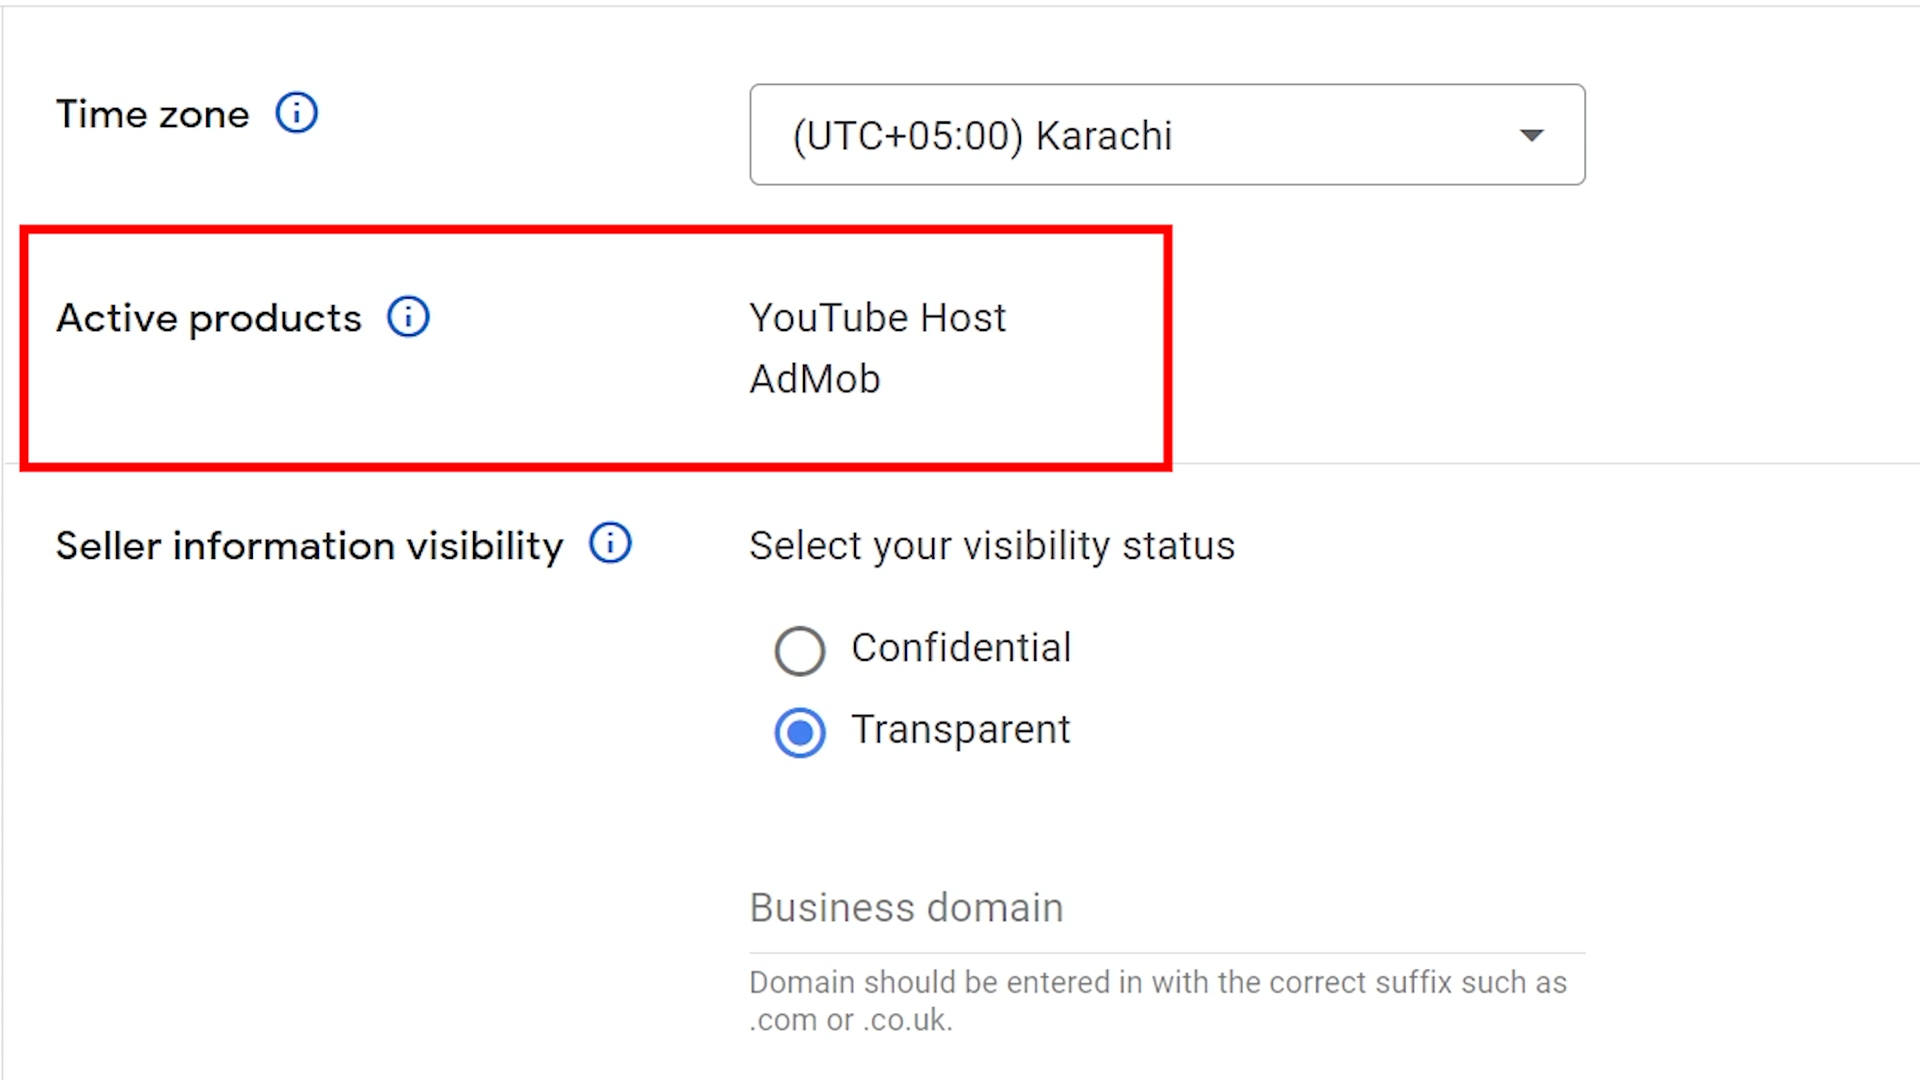 Time zone
(UTC+05:00) Karachi
Active products
YouTube Host
AdMob
Seller information visibility
Select your visibility status
Confidential
Transparent
Business domain
Domain should be entered in with the correct suffix such as
.com or .co.uk.